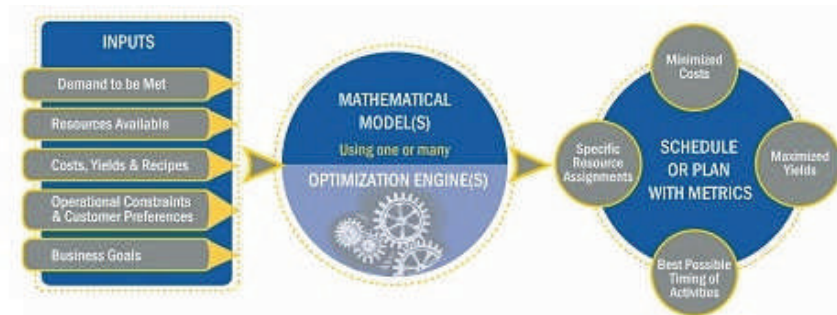 INPUTS
Demand to be Met
Resources Available
Costs, Yields & Recipes
Operational Constraints
& Customer Preferences
Business Goals
MATHEMATICAL
MODEL(S)
Using one or many
OPTIMIZATION ENGINE(S)
Minimized
Costs
Specific
Resource
Assignments
SCHEDULE
OR PLAN
WITH METRICS
Maximized
Yields
Best Possible
Timing of
Activities